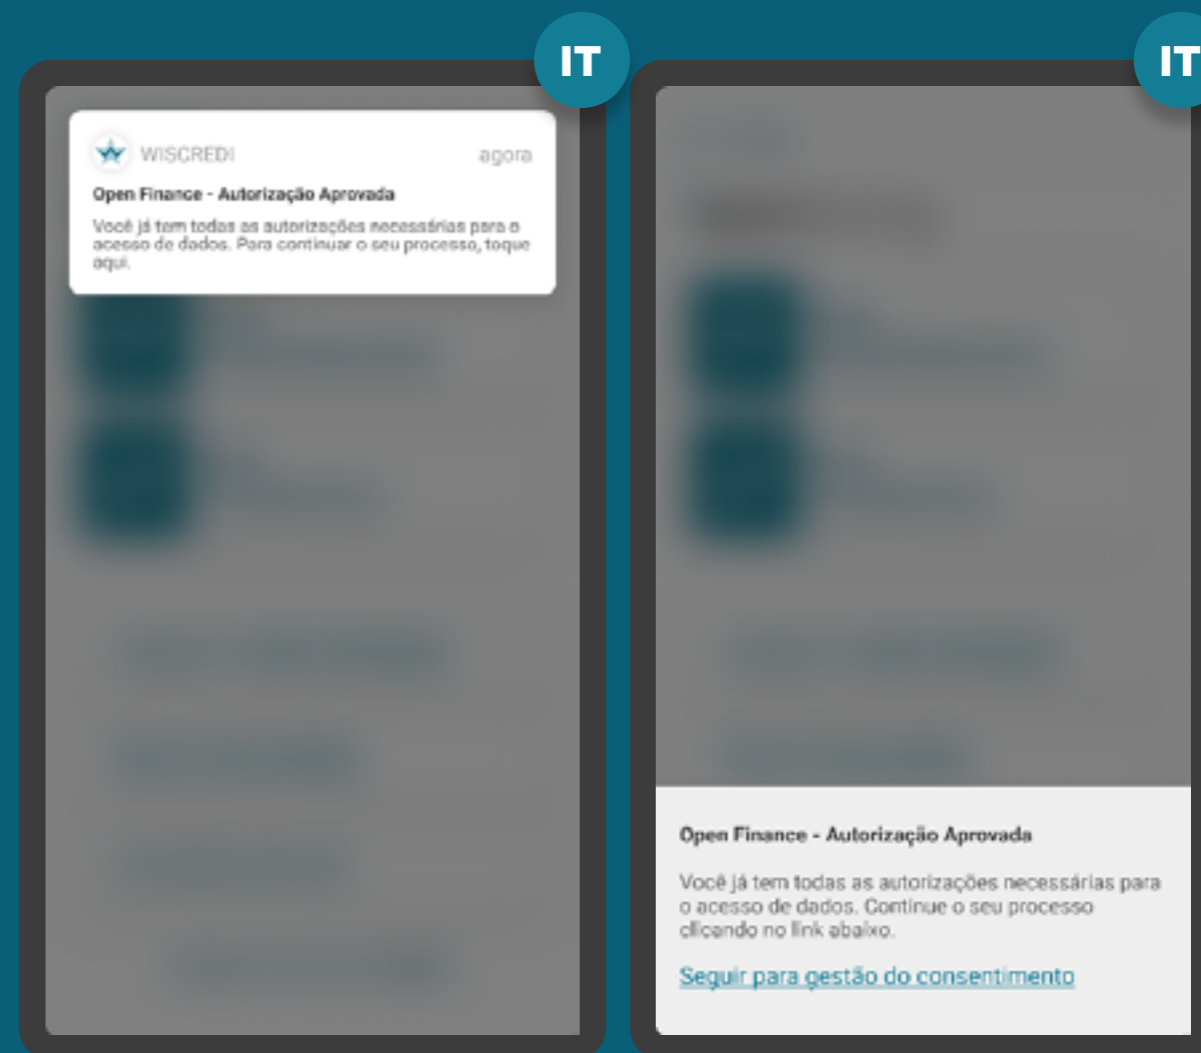 IT
WISCREDI
agora
Open Finance - Autorização Aprovada
Você já tem todas as autorizações necessárias para o
acesso de dados. Para continuar o seu processo, toque
aqui.
IT
Open Finance - Autorização Aprovada
Você já tem todas as autorizações necessárias para
o acesso de dados. Continue o seu processo
clicando no link abaixo.
Seguir para gestão do consentimento